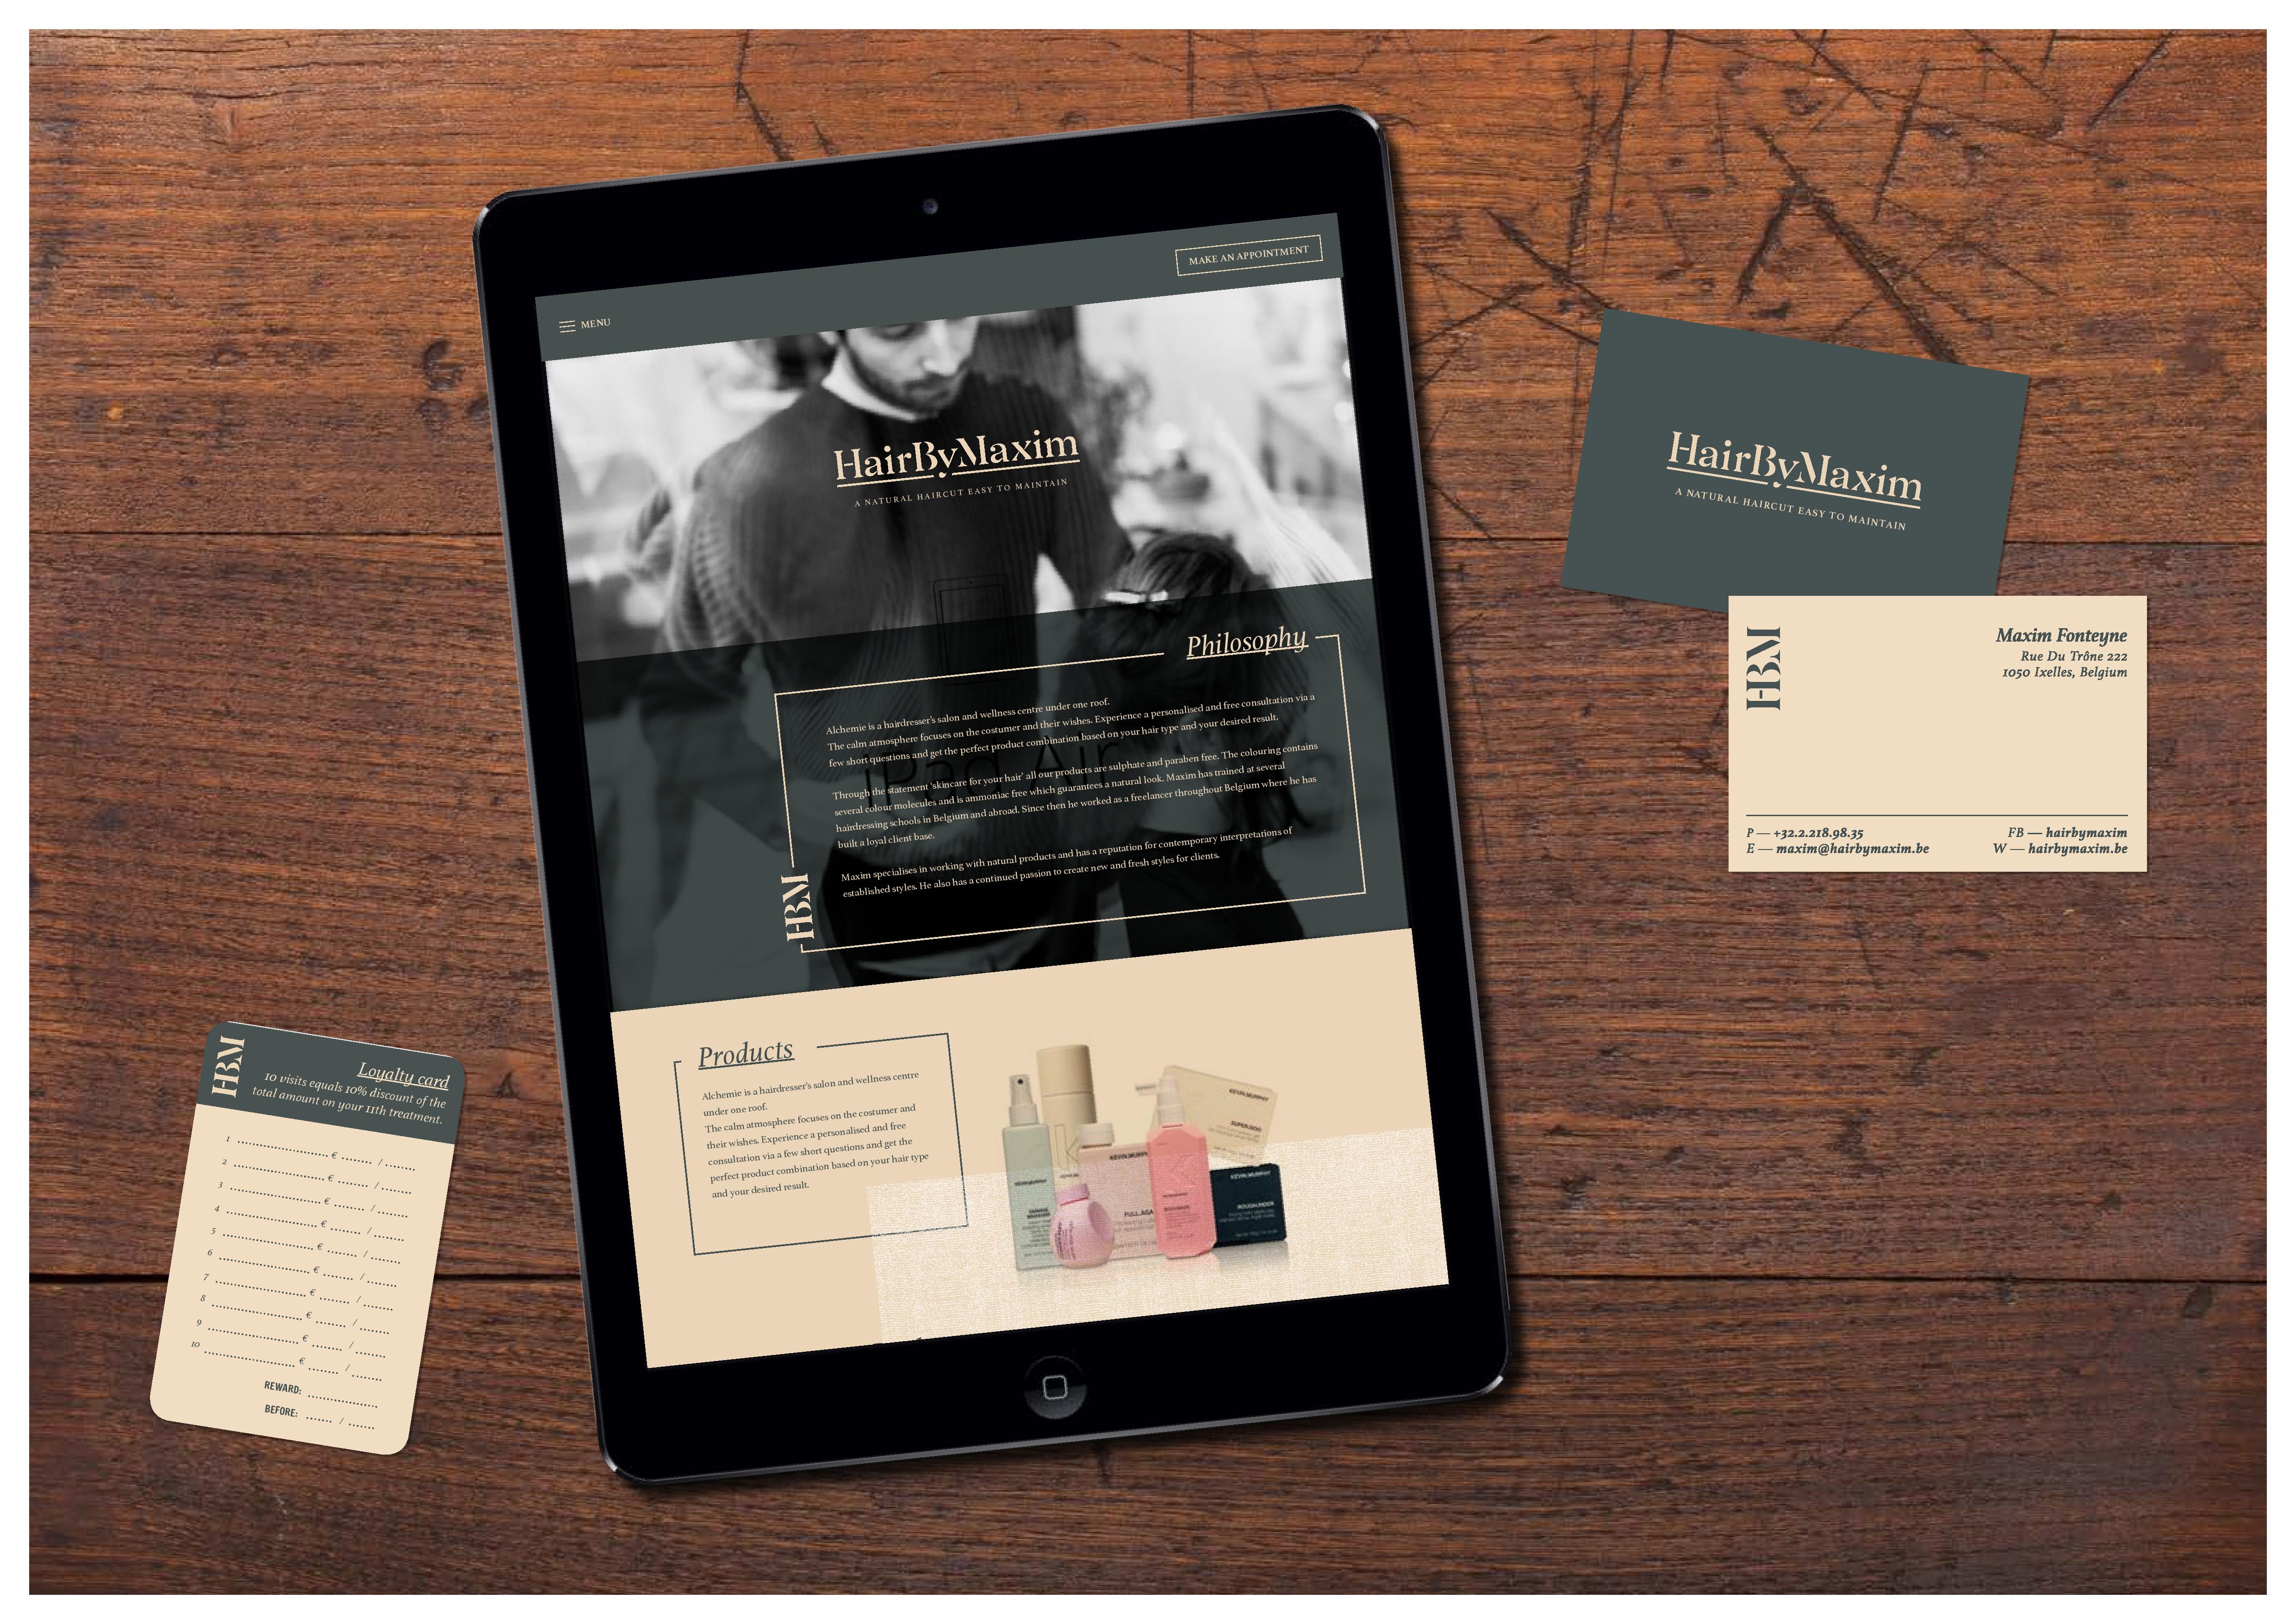 MENU
MAKE AN APPOINTMENT
HairByMaxim
A NATURAL HAIRCUT EASY TO MAINTAIN
Philosophy
Alchemie is a hairdresser's salon and wellness centre under one roof.
The calm atmosphere focuses on the costumer and their wishes. Experience a personalised and free consultation via a
few short questions and get the perfect product combination based on your hair type and your desired result.
Through the statement 'skincare for your hair' all our products are sulphate and paraben free. The colouring contains
several colour molecules and is ammoniac free which guarantees a natural look. Maxim has trained at several
hairdressing schools in Belgium and abroad. Since then he worked as a freelancer throughout Belgium where he has
built a loyal client base.
Maxim specialises in working with natural products and has a reputation for contemporary interpretations of
established styles. He also has a continued passion to create new and fresh styles for clients.
iPad Air
HBM
Products
Alchemie is a hairdresser's salon and wellness centre
under one roof.
The calm atmosphere focuses on the costumer and
their wishes. Experience a personalised and free
consultation via a few short questions and get the
perfect product combination based on your hair type
and your desired result.
KEVIN.MURPHY
SUPER.GOO
KEVIN.MURPHY
KEVIN.MURPHY
ROUGH.RIDER
HairByMaxim
A NATURAL HAIRCUT EASY TO MAINTAIN
HBM
Maxim Fonteyne
Rue Du Trône 222
1050 Ixelles, Belgium
P — +32.2.218.98.35
E — maxim@hairbymaxim.be
FB — hairbymaxim
W — hairbymaxim.be
HBM
Loyalty card
10 visits equals 10% discount of the
total amount on your 11th treatment.
1 ........................ € ........ / ........
2 ........................ € ........ / ........
3 ........................ € ........ / ........
4 ........................ € ........ / ........
5 ........................ € ........ / ........
6 ........................ € ........ / ........
7 ........................ € ........ / ........
8 ........................ € ........ / ........
9 ........................ € ........ / ........
10 ........................ € ........ / ........
REWARD: ..................
BEFORE: ....... / .......